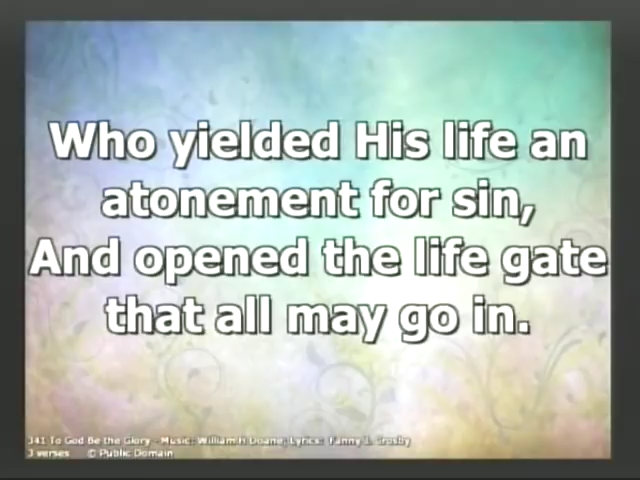 Who yielded His life an
atonement for sin,
And opened the life gate
that all may go in.
341 To God Be the Glory - Music: William H Doane; Lyrics: Fanny J. Crosby
3 verses © Public Domain